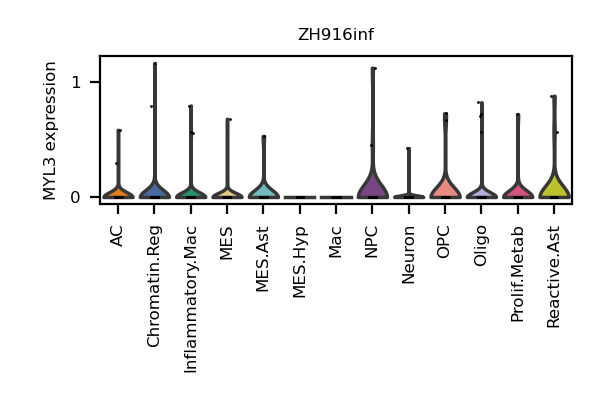 ZH916inf
MYL3 expression
1
0
AC
Chromatin.Reg
Inflammatory.Mac
MES
MES.Ast
MES.Hyp
Mac
NPC
Neuron
OPC
Oligo
Prolif.Metab
Reactive.Ast